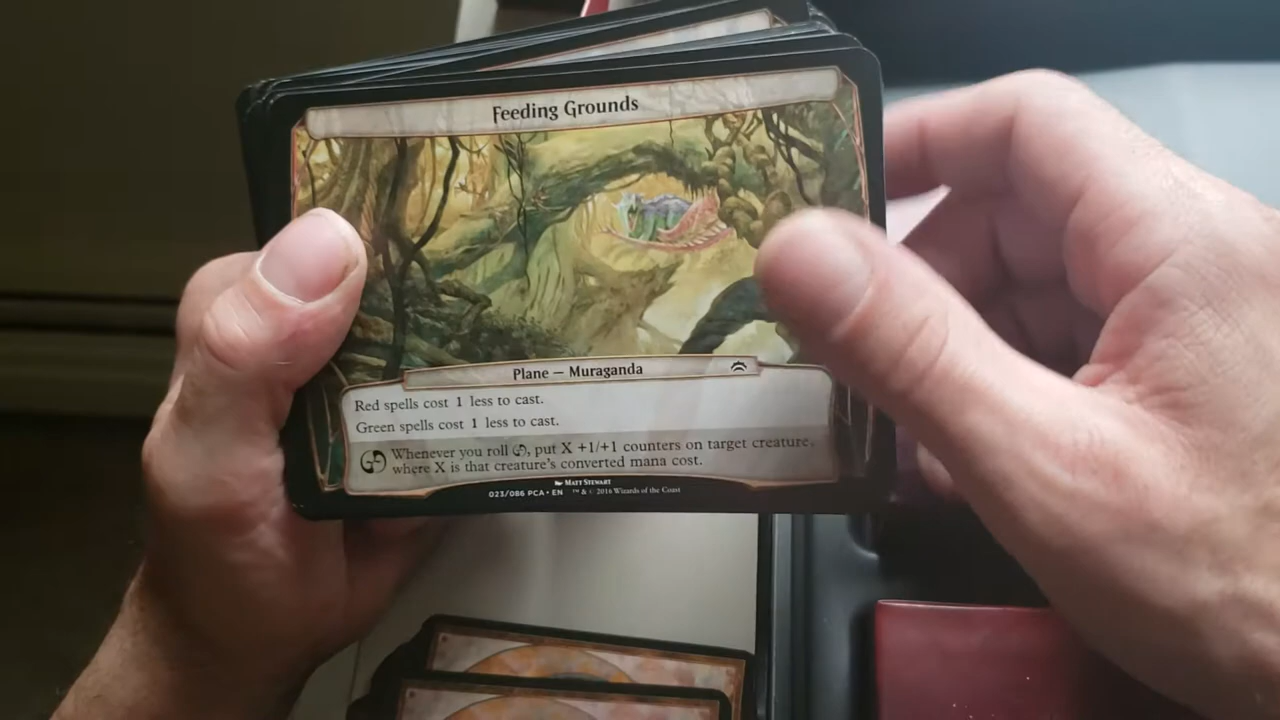 Feeding Grounds
Plane — Muraganda
Red spells cost 1 less to cast.
Green spells cost 1 less to cast.
Whenever you roll , put X +1/+1 counters on target creature,
where X is that creature's converted mana cost.
Matt Stewart
023/086 PCA • EN ™ & © 2016 Wizards of the Coast